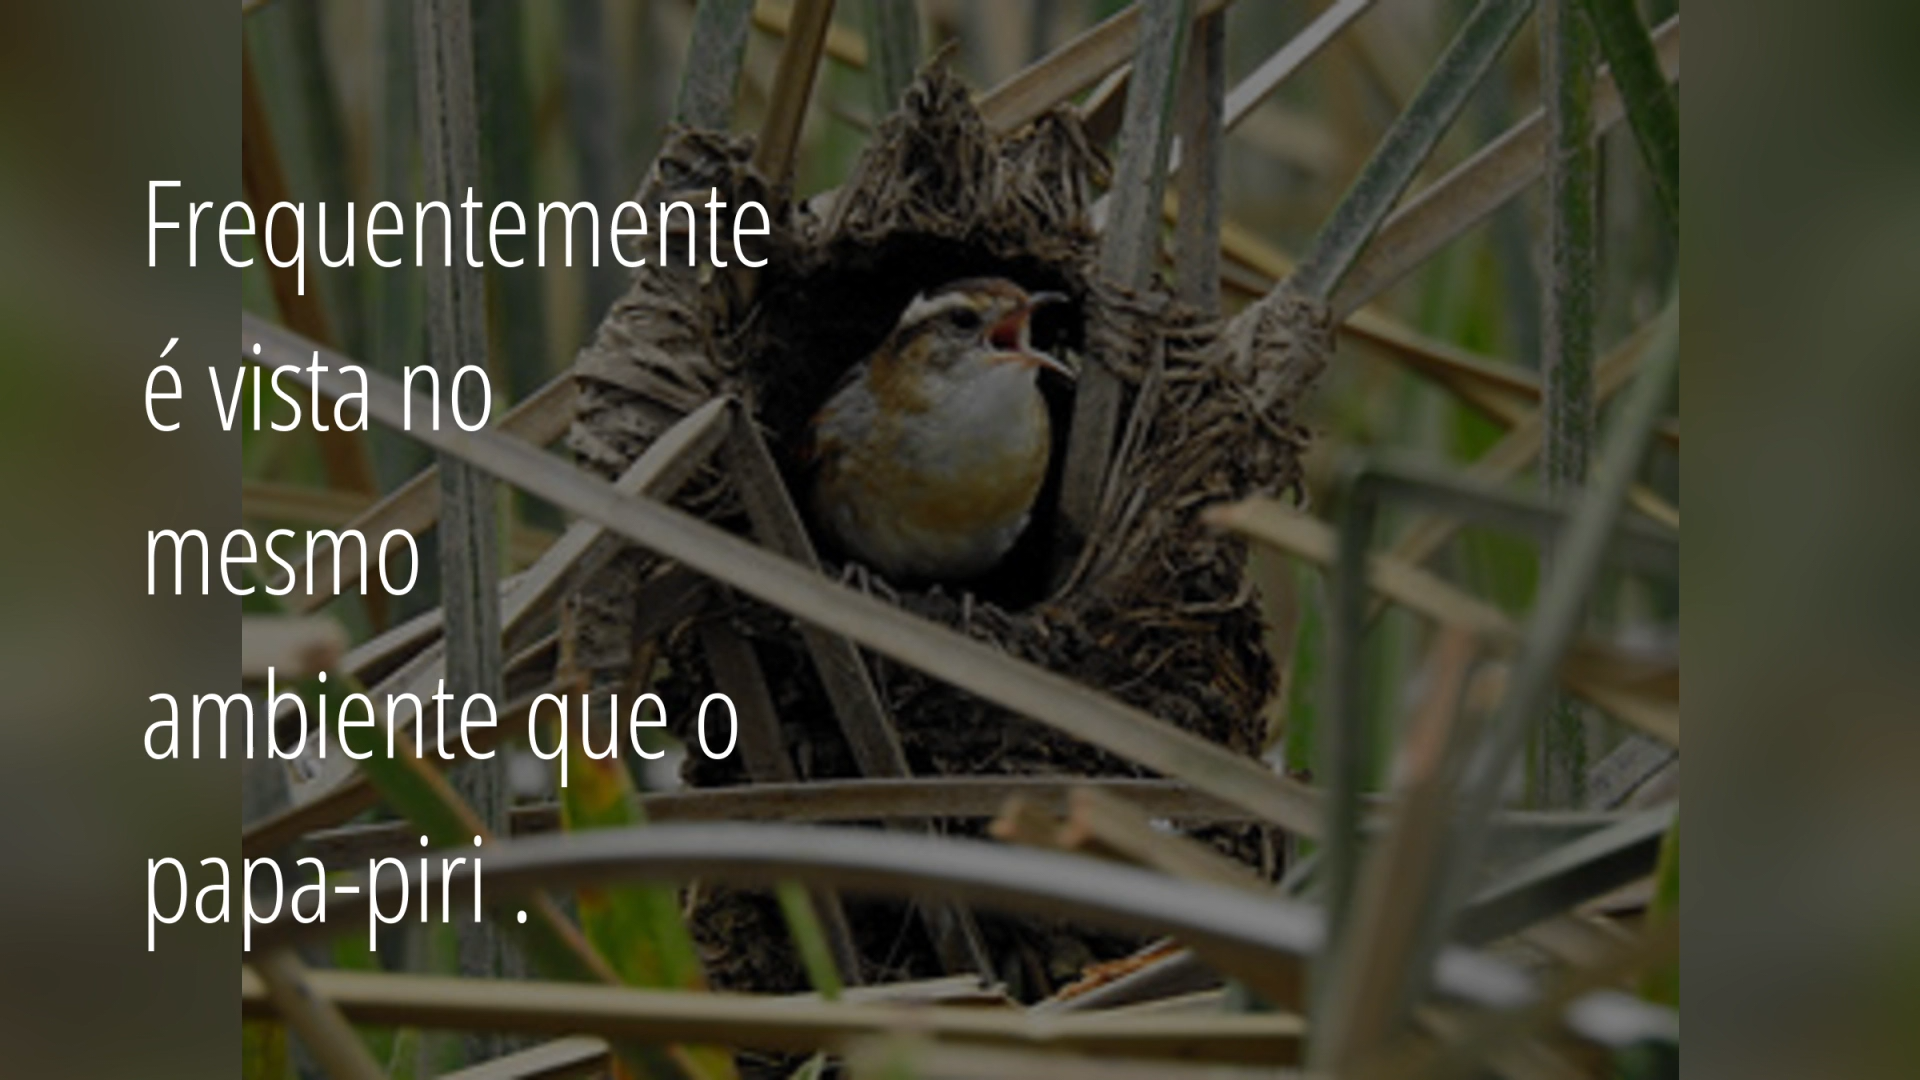 Frequentemente
é vista no
mesmo
ambiente que o
papa-piri .